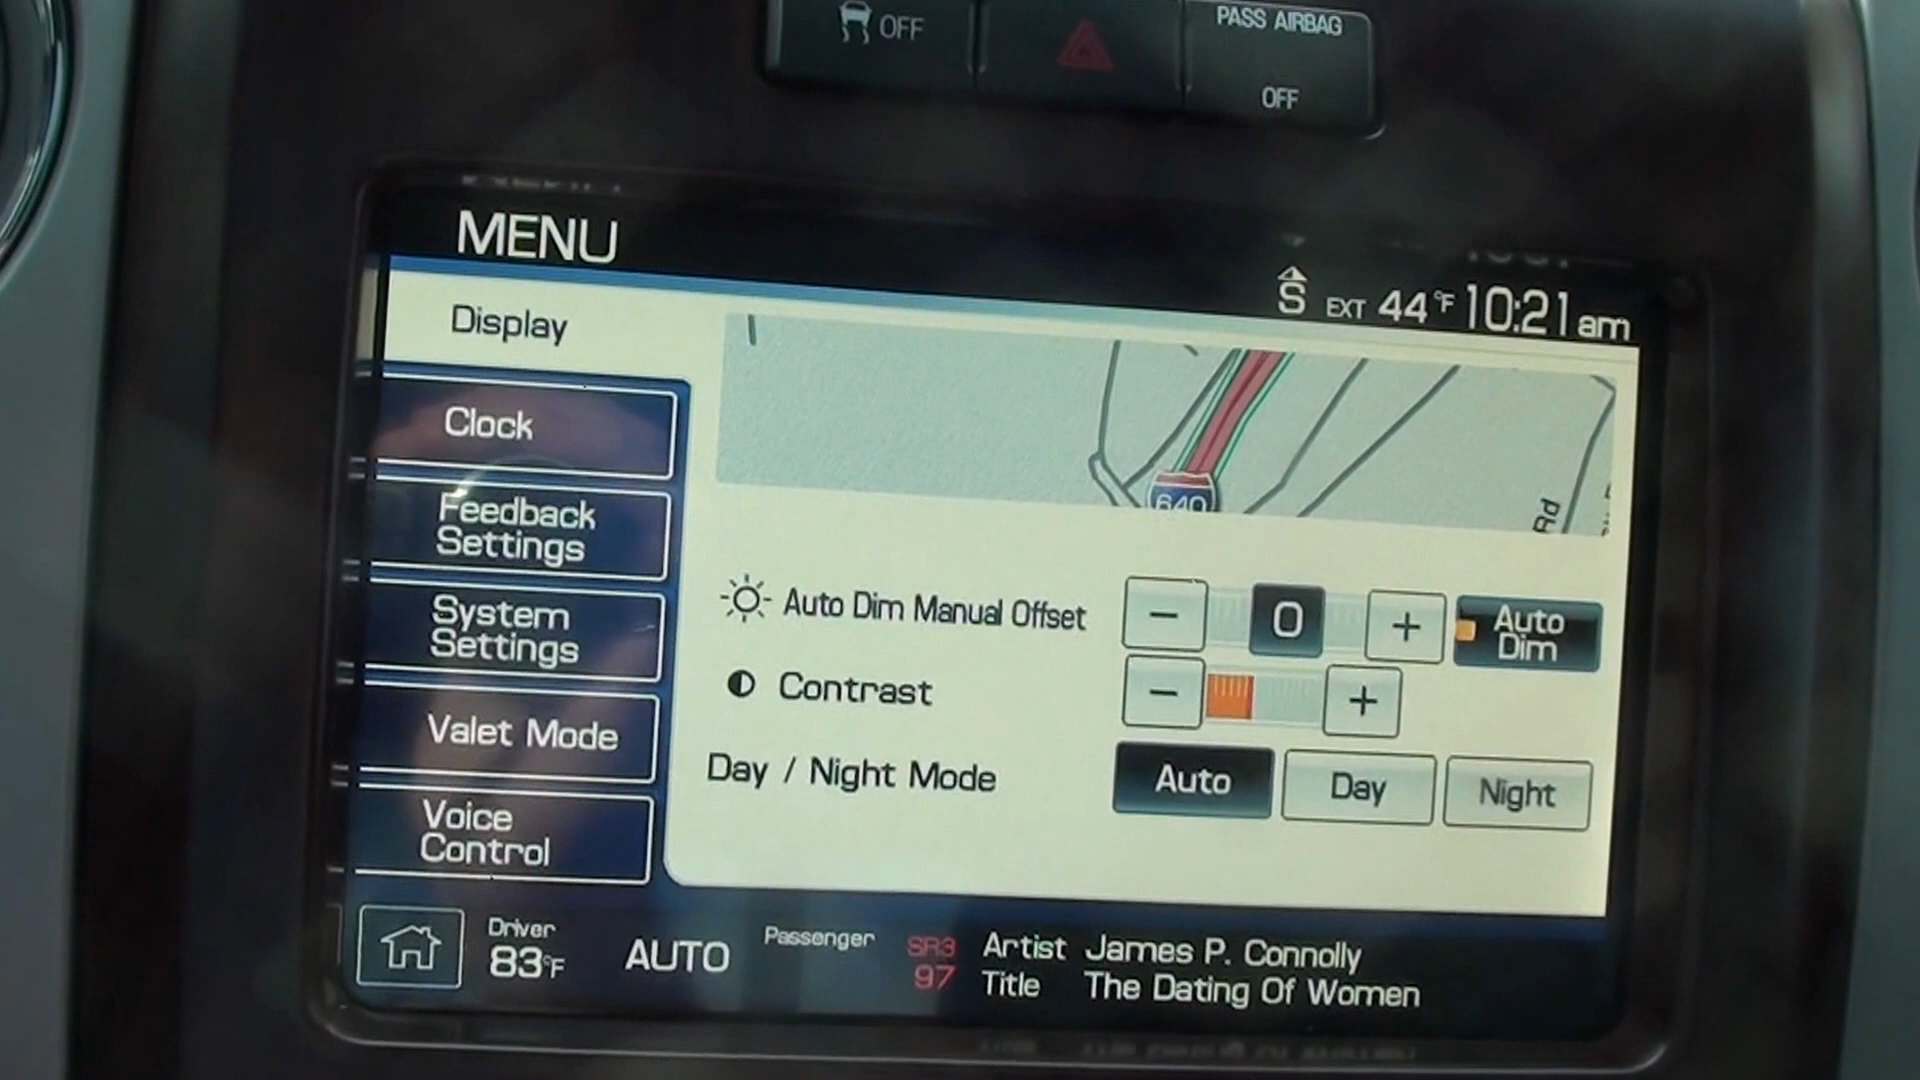 OFF
PASS AIRBAG
OFF
MENU
S EXT 44°F 10:21am
Display
Clock
Feedback
Settings
System
Settings
Valet Mode
Voice
Control
640
Rd
Auto Dim Manual Offset
−
0
+
Auto
Dim
Contrast
−
+
Day / Night Mode
Auto
Day
Night
Driver
83°F
AUTO
Passenger
SR3
97
Artist James P. Connolly
Title The Dating Of Women